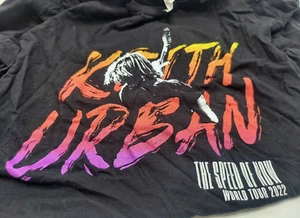 KEITH
URBAN
THE SPEED OF NOW
WORLD TOUR 2022